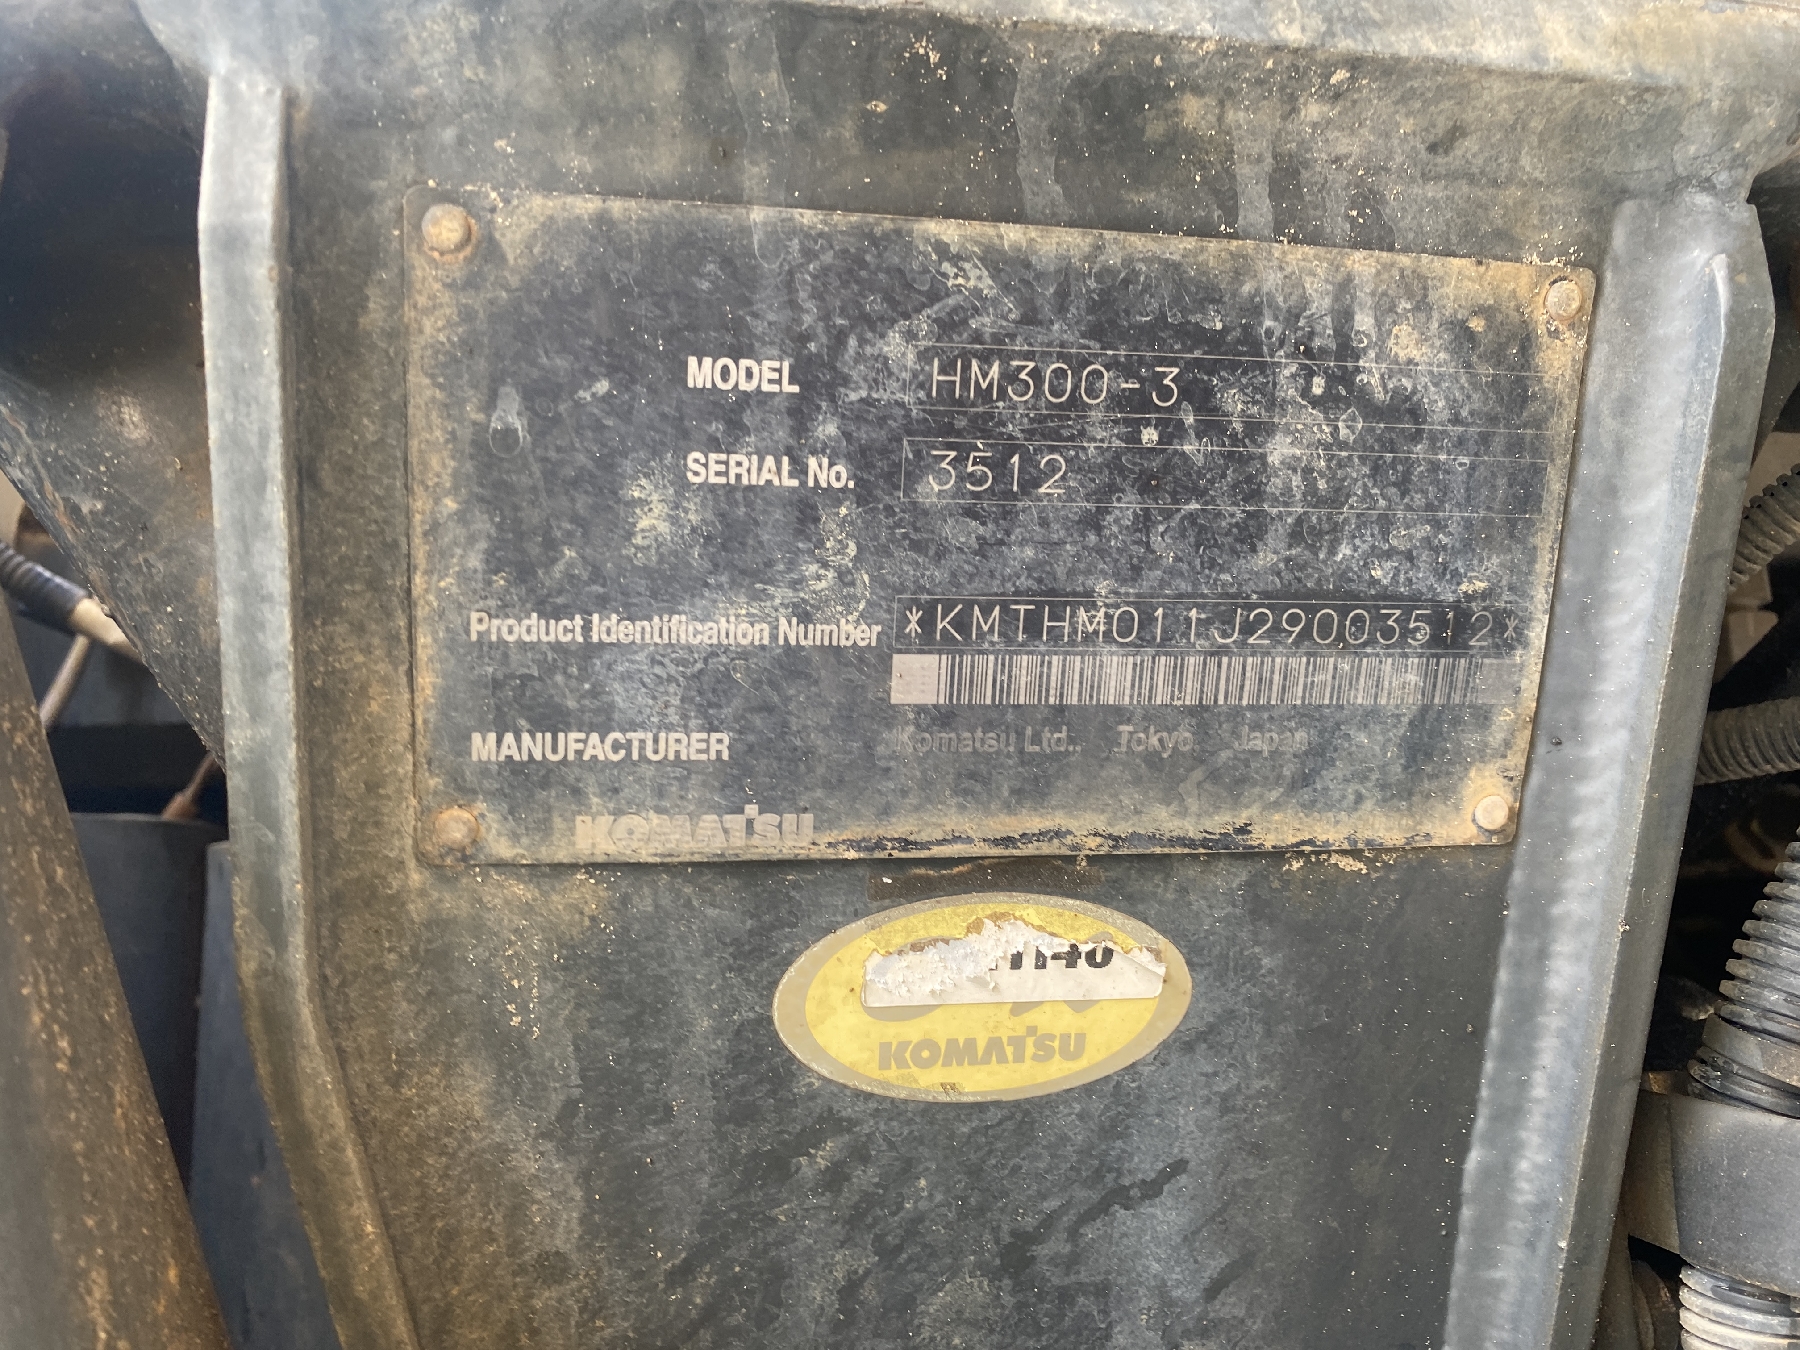 MODEL HM300-3
SERIAL No. 3512
Product Identification Number *KMTHM011J29003512*
MANUFACTURER Komatsu Ltd., Tokyo Japan
KOMATSU
KOMATSU